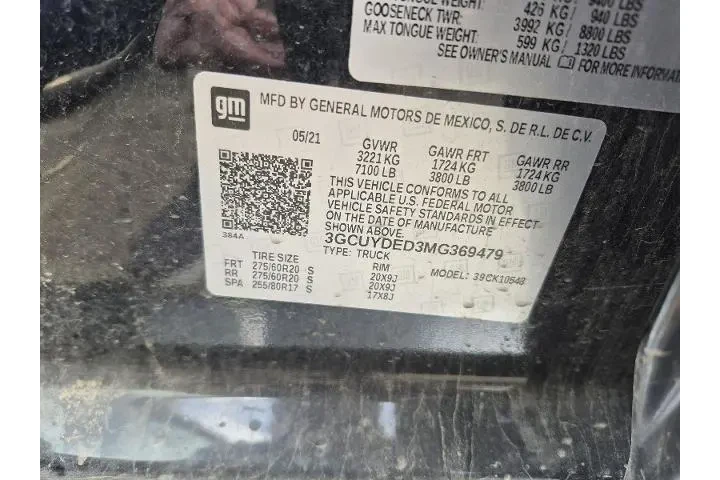 TONGUE WEIGHT: 426 KG / 940 LBS
GOOSENECK TWR: 3992 KG / 8800 LBS
MAX TONGUE WEIGHT: 599 KG / 1320 LBS
SEE OWNER'S MANUAL FOR MORE INFORMA
gm
MFD BY GENERAL MOTORS DE MEXICO, S. DE R.L. DE C.V.
05/21 GVWR GAWR FRT GAWR RR
3221 KG 1724 KG 1724 KG
7100 LB 3800 LB 3800 LB
THIS VEHICLE CONFORMS TO ALL
APPLICABLE U.S. FEDERAL MOTOR
VEHICLE SAFETY STANDARDS IN EFFECT
ON THE DATE OF MANUFACTURE
SHOWN ABOVE.
384A
3GCUYDED3MG369479
TYPE: TRUCK
TIRE SIZE RIM MODEL: 39CK10543
FRT 275/60R20 S 20X9J
RR 275/60R20 S 20X9J
SPA 255/80R17 S 17X8J